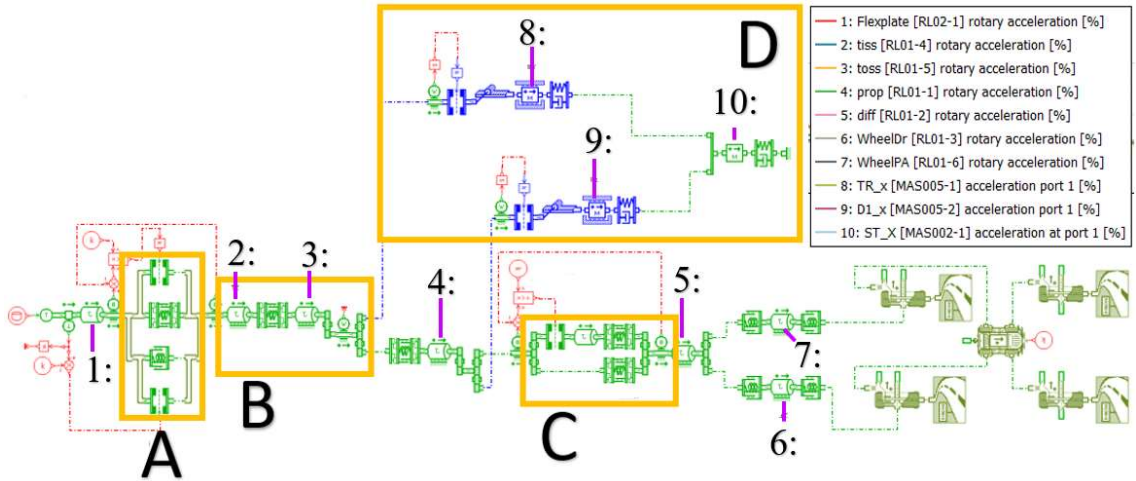 8:
D
10:
9:
1: Flexplate [RL02-1] rotary acceleration [%]
2: tiss [RL01-4] rotary acceleration [%]
3: toss [RL01-5] rotary acceleration [%]
4: prop [RL01-1] rotary acceleration [%]
5: diff [RL01-2] rotary acceleration [%]
6: WheelDr [RL01-3] rotary acceleration [%]
7: WheelPA [RL01-6] rotary acceleration [%]
8: TR_x [MAS005-1] acceleration port 1 [%]
9: D1_x [MAS005-2] acceleration port 1 [%]
10: ST_X [MAS002-1] acceleration at port 1 [%]
2:
3:
4:
5:
1:
7:
6:
A
B
C